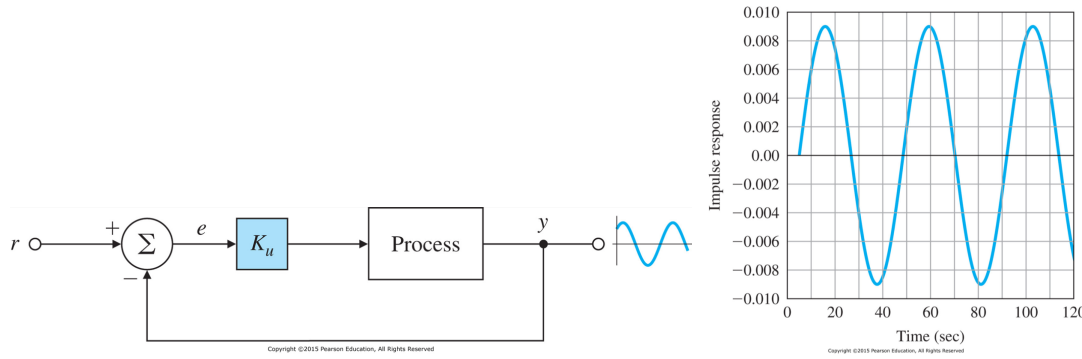 r
+
Σ
−
e
K_u
Process
y
Copyright ©2015 Pearson Education, All Rights Reserved
Impulse response
0.010
0.008
0.006
0.004
0.002
0.00
−0.002
−0.004
−0.006
−0.008
−0.010
0 20 40 60 80 100 120
Time (sec)
Copyright ©2015 Pearson Education, All Rights Reserved